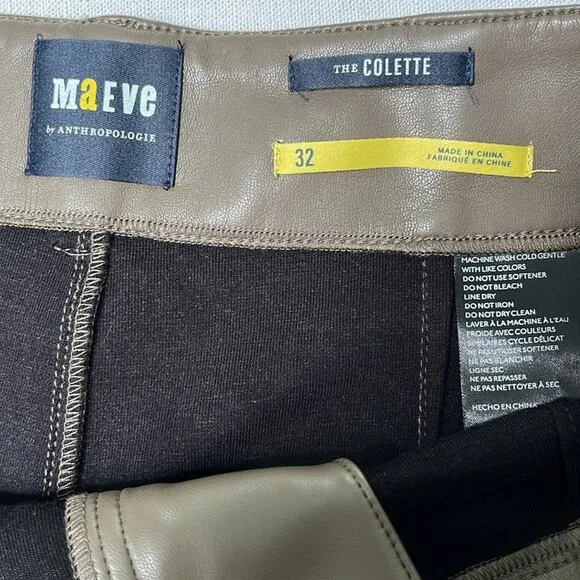 MaEVe
by ANTHROPOLOGIE
THE COLETTE
32
MADE IN CHINA
FABRIQUÉ EN CHINE
MACHINE WASH COLD GENTLE
WITH LIKE COLORS
DO NOT USE SOFTENER
DO NOT BLEACH
LINE DRY
DO NOT IRON
DO NOT DRY CLEAN
LAVER À LA MACHINE À L'EAU
FROIDE AVEC COULEURS
SIMILAIRES CYCLE DÉLICAT
NE PAS UTILISER SOFTENER
NE PAS BLANCHIR
LIGNE SEC
NE PAS REPASSER
NE PAS NETTOYER À SEC
HECHO EN CHINA